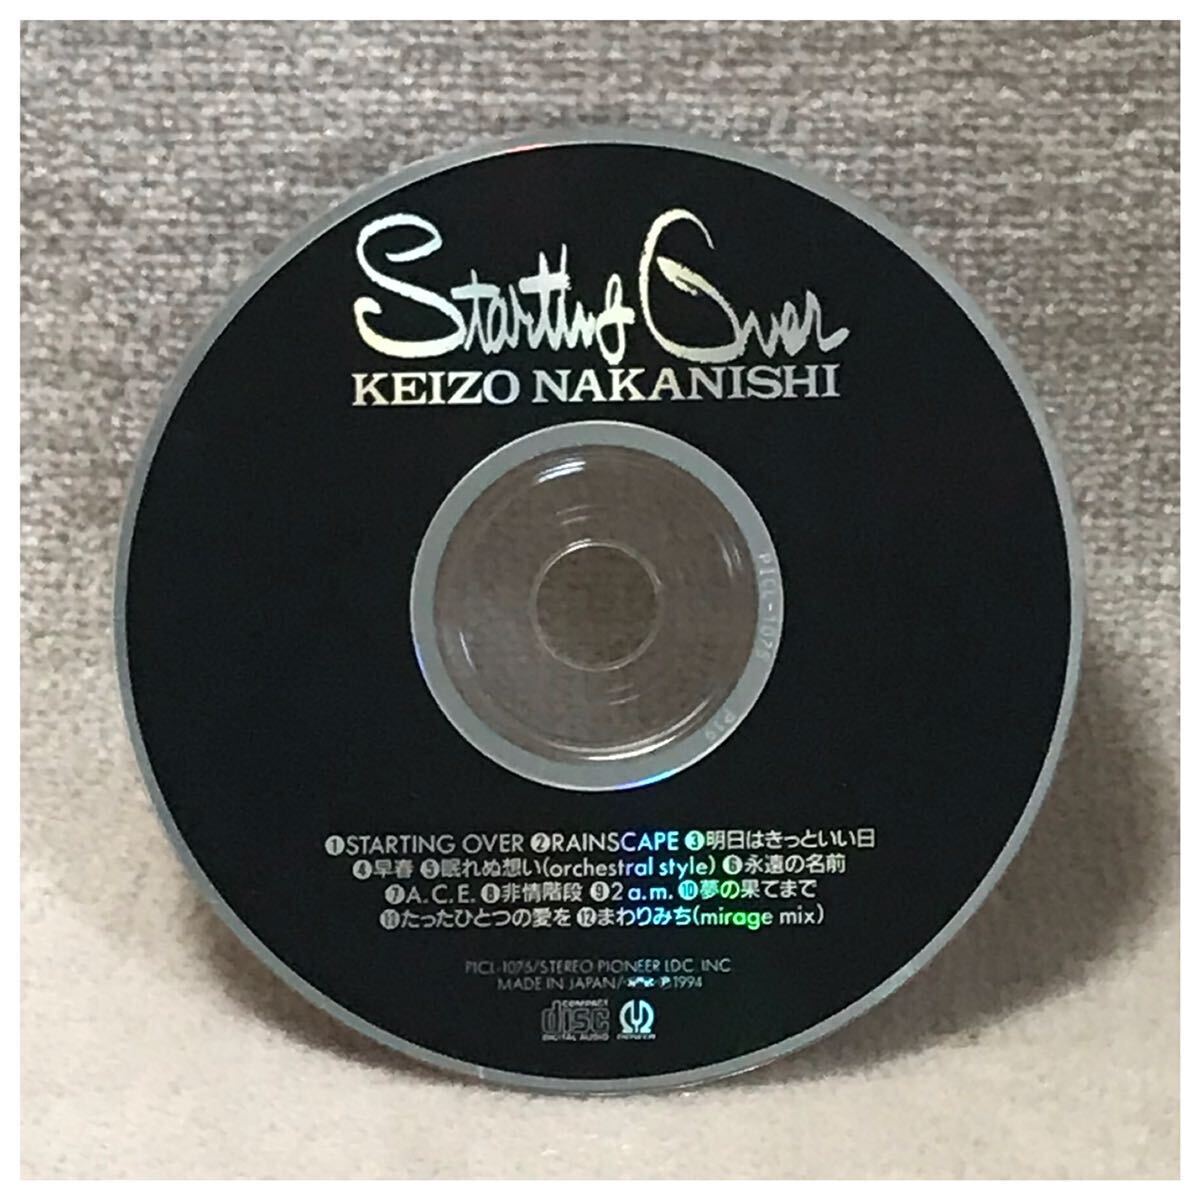 Starting Over
KEIZO NAKANISHI
PICL-1075
❶STARTING OVER ❷RAINSCAPE ❸明日はきっといい日
❹早春 ❺眠れぬ想い(orchestral style) ❻永遠の名前
❼A.C.E. ❽非情階段 ❾2 a.m. ❿夢の果てまで
⓫たったひとつの愛を ⓬まわりみち(mirage mix)
PICL-1075/STEREO PIONEER LDC, INC
MADE IN JAPAN/ ℗1994
COMPACT
disc
DIGITAL AUDIO
PIONEER